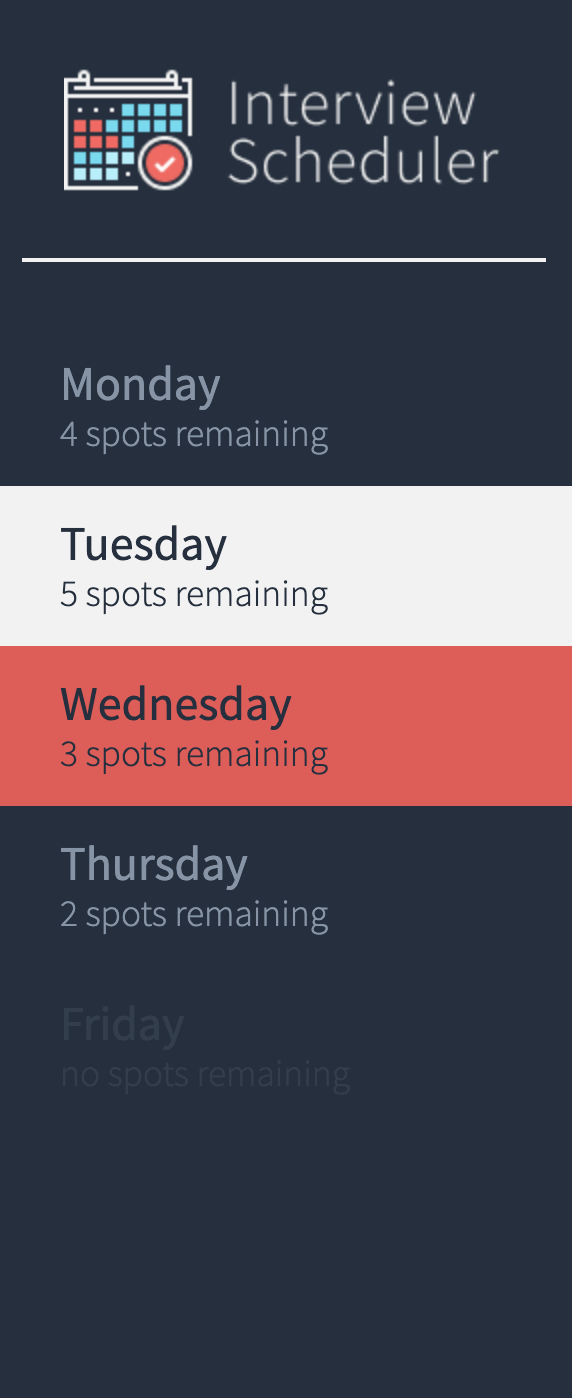 Interview
Scheduler
Monday
4 spots remaining
Tuesday
5 spots remaining
Wednesday
3 spots remaining
Thursday
2 spots remaining
Friday
no spots remaining